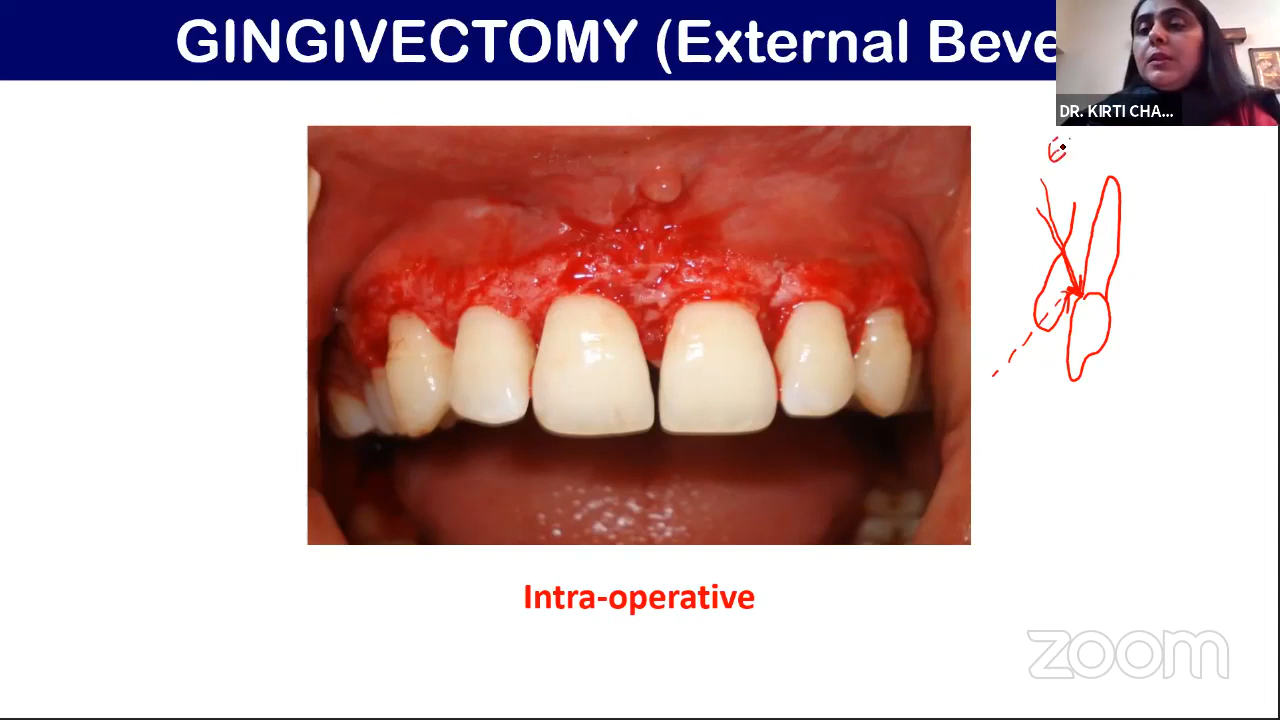 GINGIVECTOMY (External Beve
DR. KIRTI CHA...
Intra-operative
zoom